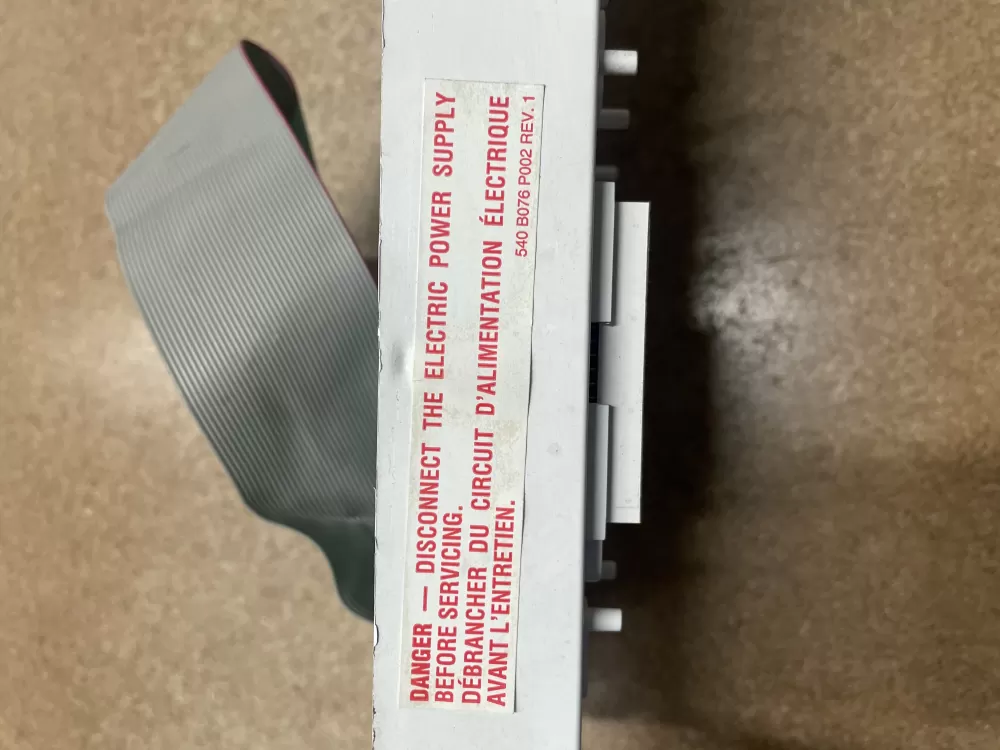 DANGER — DISCONNECT THE ELECTRIC POWER SUPPLY
BEFORE SERVICING.
DÉBRANCHER DU CIRCUIT D'ALIMENTATION ÉLECTRIQUE
AVANT L'ENTRETIEN.
540 B076 P002 REV. 1